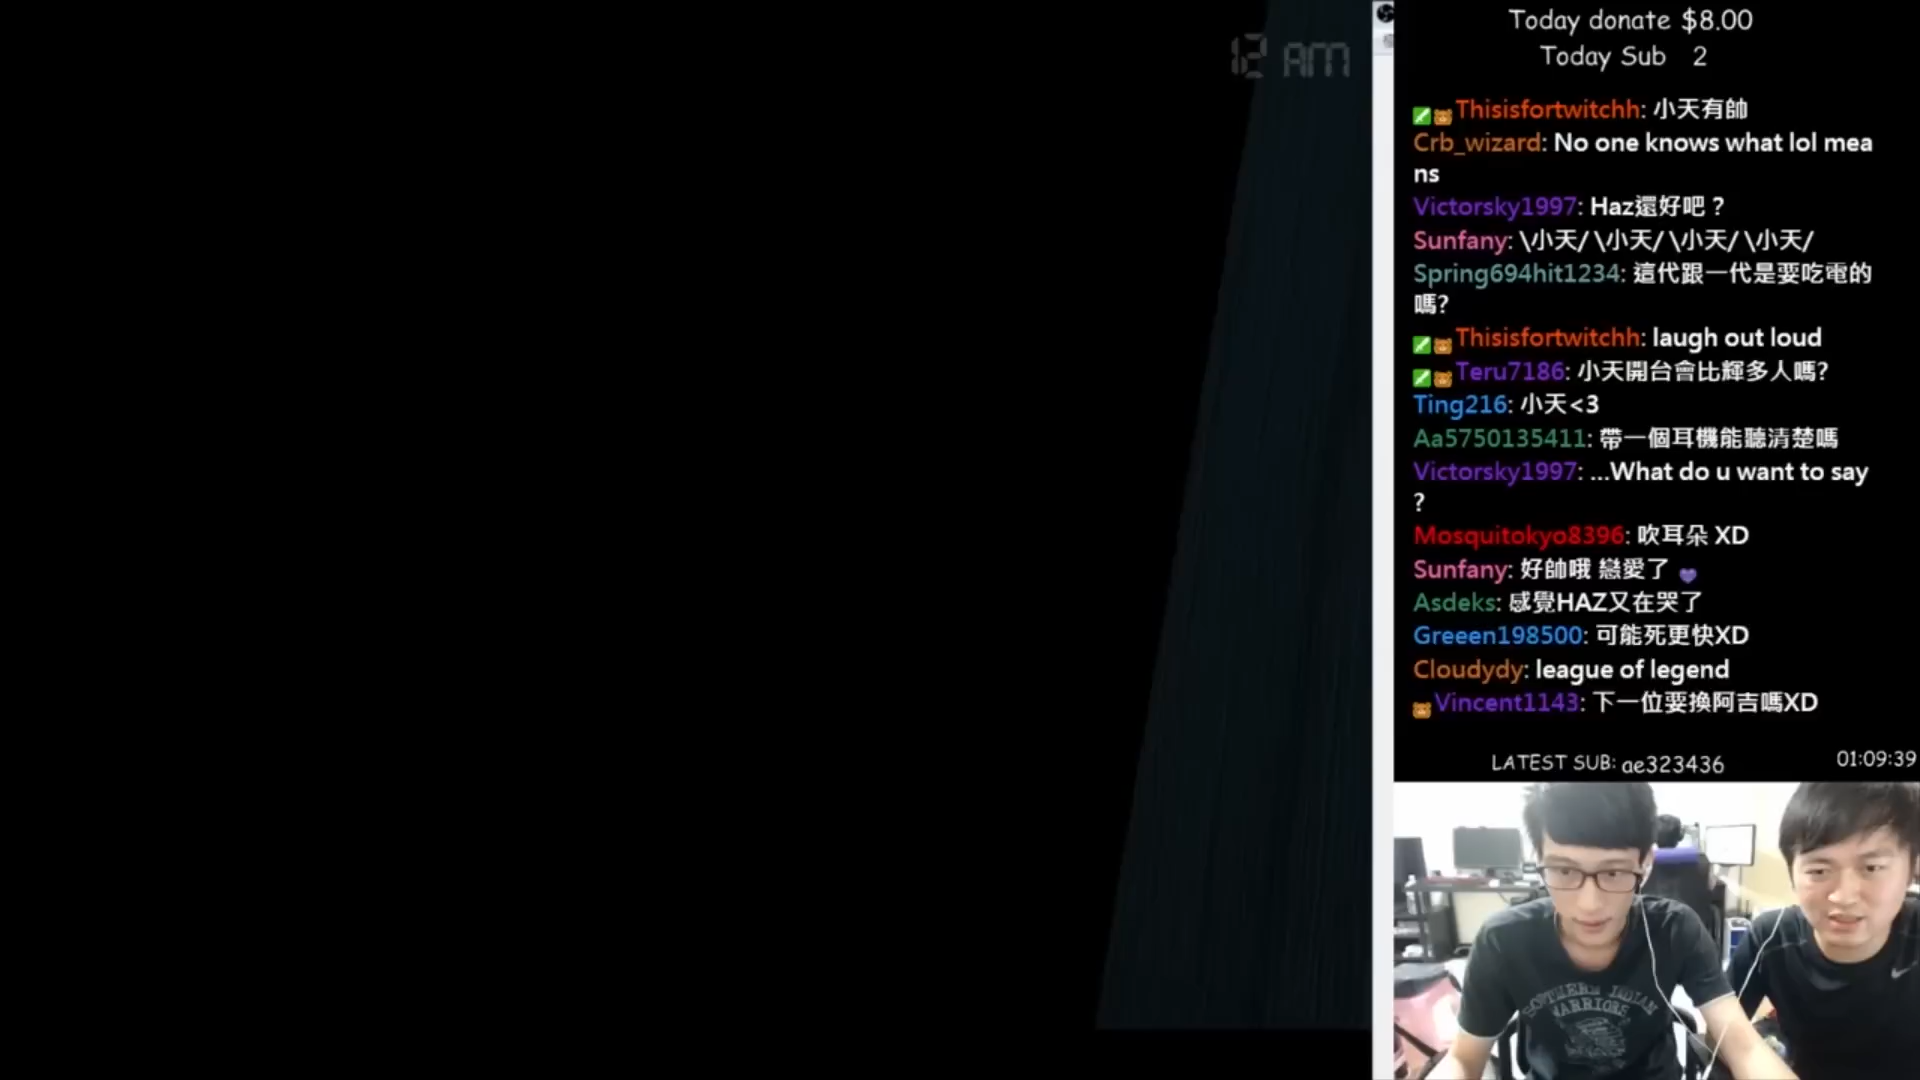 12 AM
Today donate $8.00
Today Sub 2
Thisisfortwitchh: 小天有帥
Crb_wizard: No one knows what lol mea
ns
Victorsky1997: Haz還好吧？
Sunfany: \小天/ \小天/ \小天/ \小天/
Spring694hit1234: 這代跟一代是要吃電的
嗎?
Thisisfortwitchh: laugh out loud
Teru7186: 小天開台會比輝多人嗎?
Ting216: 小天<3
Aa5750135411: 帶一個耳機能聽清楚嗎
Victorsky1997: ...What do u want to say
?
Mosquitokyo8396: 吹耳朵 XD
Sunfany: 好帥哦 戀愛了
Asdeks: 感覺HAZ又在哭了
Greeen198500: 可能死更快XD
Cloudydy: league of legend
Vincent1143: 下一位要換阿吉嗎XD
LATEST SUB: ae323436
01:09:39
SOUTHERN INDIAN
WARRIORS